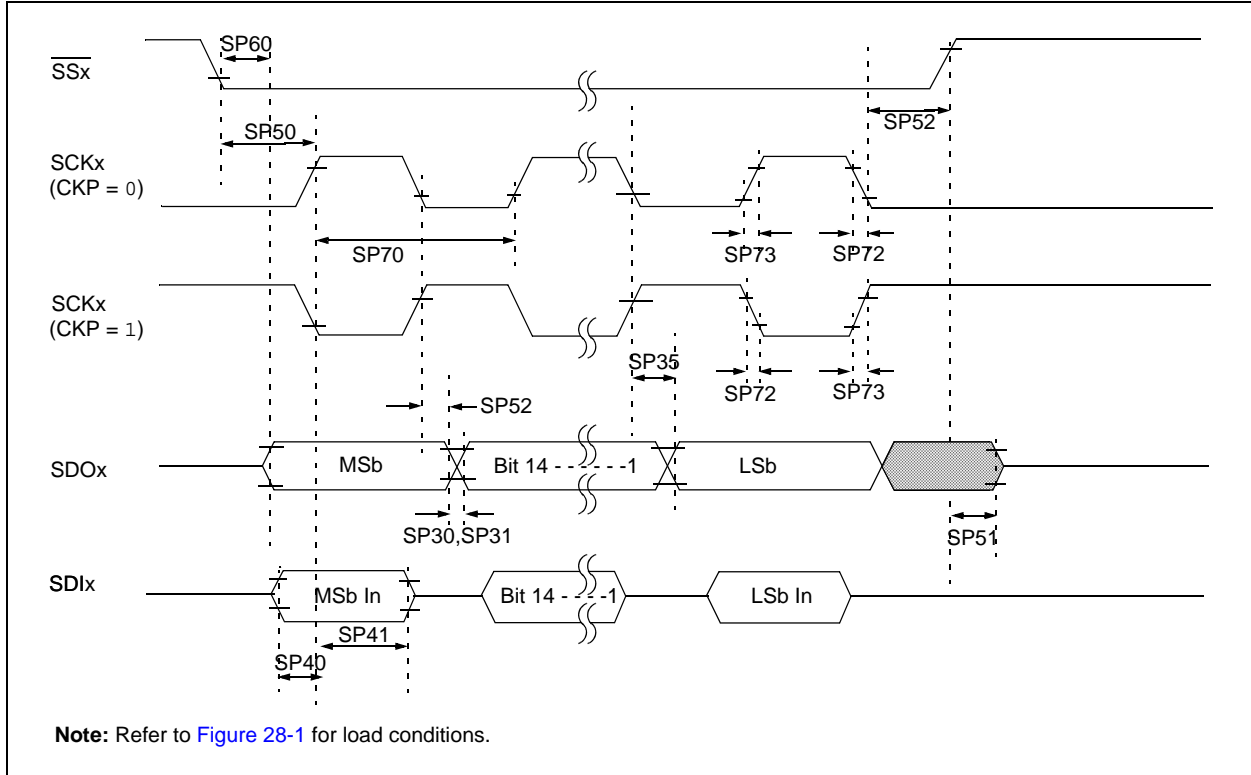 SP60
SSx
SP50
SP52
SCKx
(CKP = 0)
SP70
SP73
SP72
SCKx
(CKP = 1)
SP35
SP72
SP73
SP52
SDOx
MSb
Bit 14 - - - - - -1
LSb
SP30,SP31
SP51
SDIx
MSb In
Bit 14 - - - -1
LSb In
SP41
SP40
Note: Refer to Figure 28-1 for load conditions.